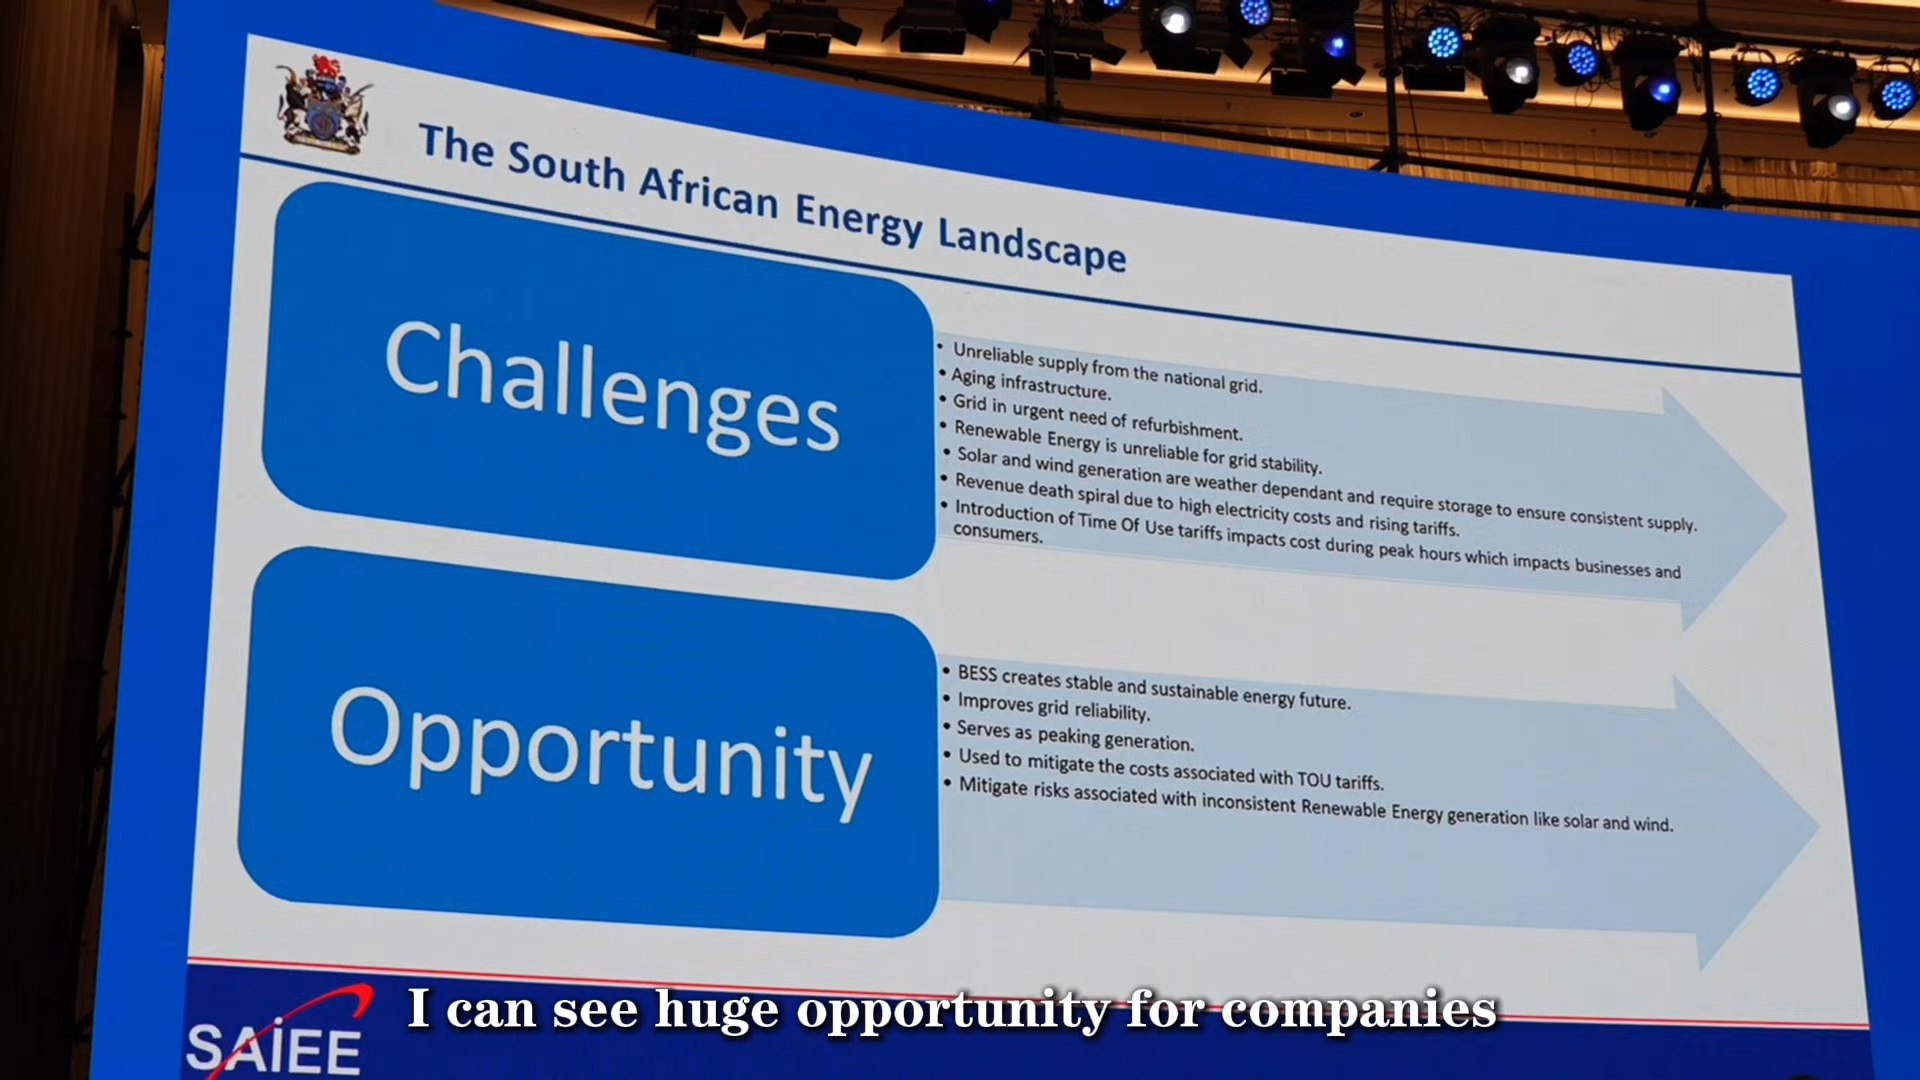 The South African Energy Landscape
Challenges
• Unreliable supply from the national grid.
• Aging infrastructure.
• Grid in urgent need of refurbishment.
• Renewable Energy is unreliable for grid stability.
• Solar and wind generation are weather dependant and require storage to ensure consistent supply.
• Revenue death spiral due to high electricity costs and rising tariffs.
• Introduction of Time Of Use tariffs impacts cost during peak hours which impacts businesses and
consumers.
Opportunity
• BESS creates stable and sustainable energy future.
• Improves grid reliability.
• Serves as peaking generation.
• Used to mitigate the costs associated with TOU tariffs.
• Mitigate risks associated with inconsistent Renewable Energy generation like solar and wind.
I can see huge opportunity for companies
SAIEE